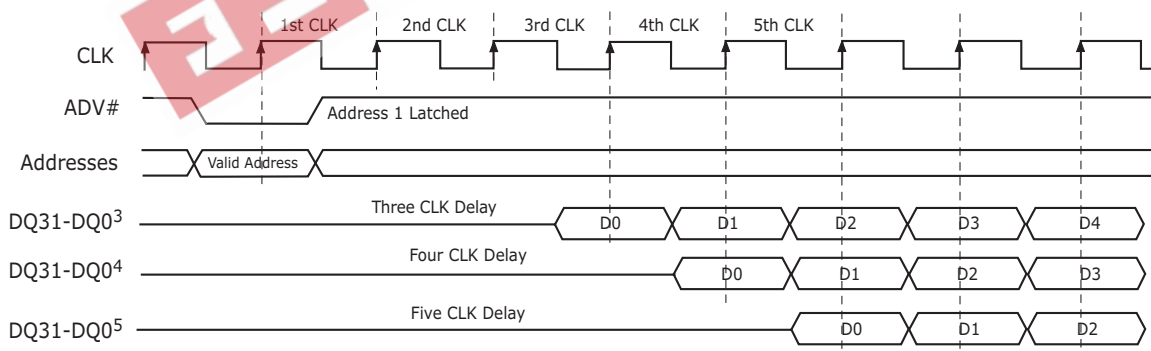 1st CLK 2nd CLK 3rd CLK 4th CLK 5th CLK
CLK
ADV#
Address 1 Latched
Addresses
Valid Address
DQ31-DQ0³
Three CLK Delay
D0 D1 D2 D3 D4
DQ31-DQ0⁴
Four CLK Delay
D0 D1 D2 D3
DQ31-DQ0⁵
Five CLK Delay
D0 D1 D2